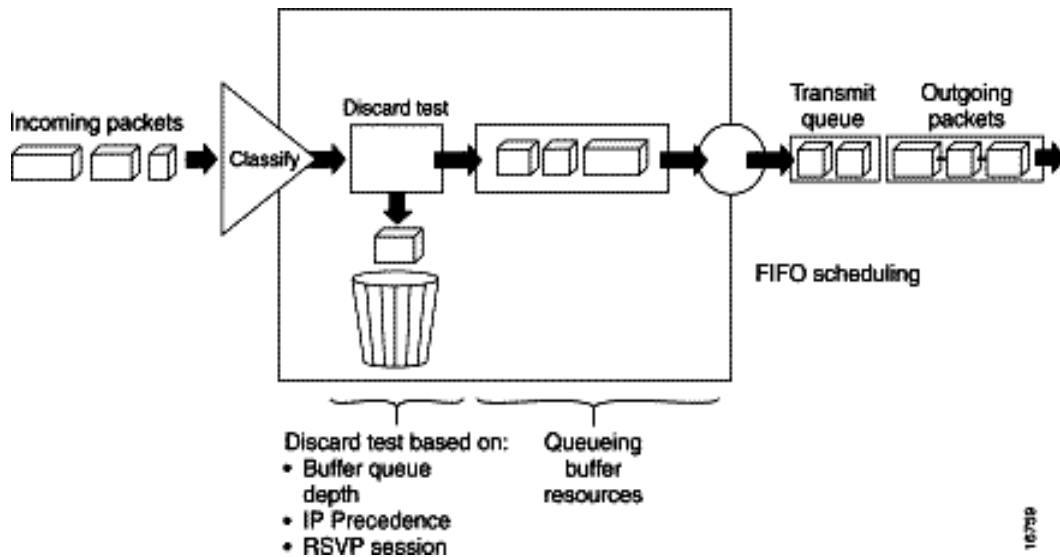 Incoming packets
Classify
Discard test
Transmit
queue
Outgoing
packets
FIFO scheduling
Discard test based on:
• Buffer queue
depth
• IP Precedence
• RSVP session
Queueing
buffer
resources
16759